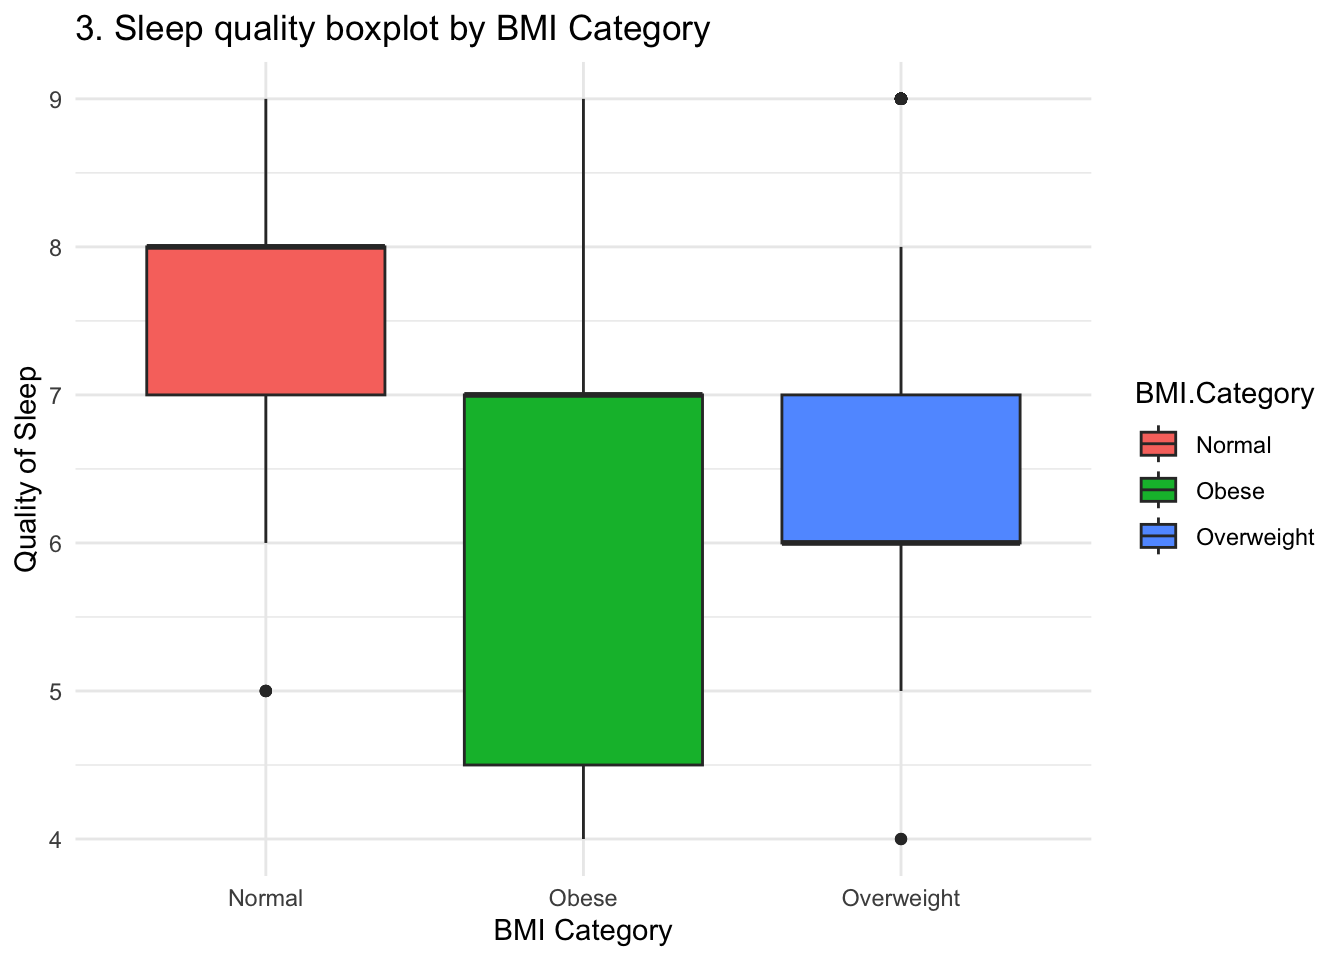 3. Sleep quality boxplot by BMI Category
9
8
7
6
5
4
Quality of Sleep
Normal
Obese
Overweight
BMI Category
BMI.Category
Normal
Obese
Overweight